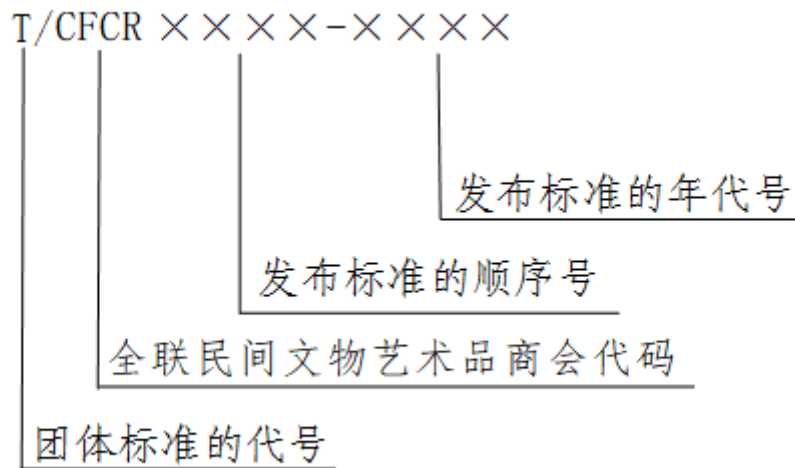 T/CFCR××××-××××
发布标准的年代号
发布标准的顺序号
全联民间文物艺术品商会代码
团体标准的代号